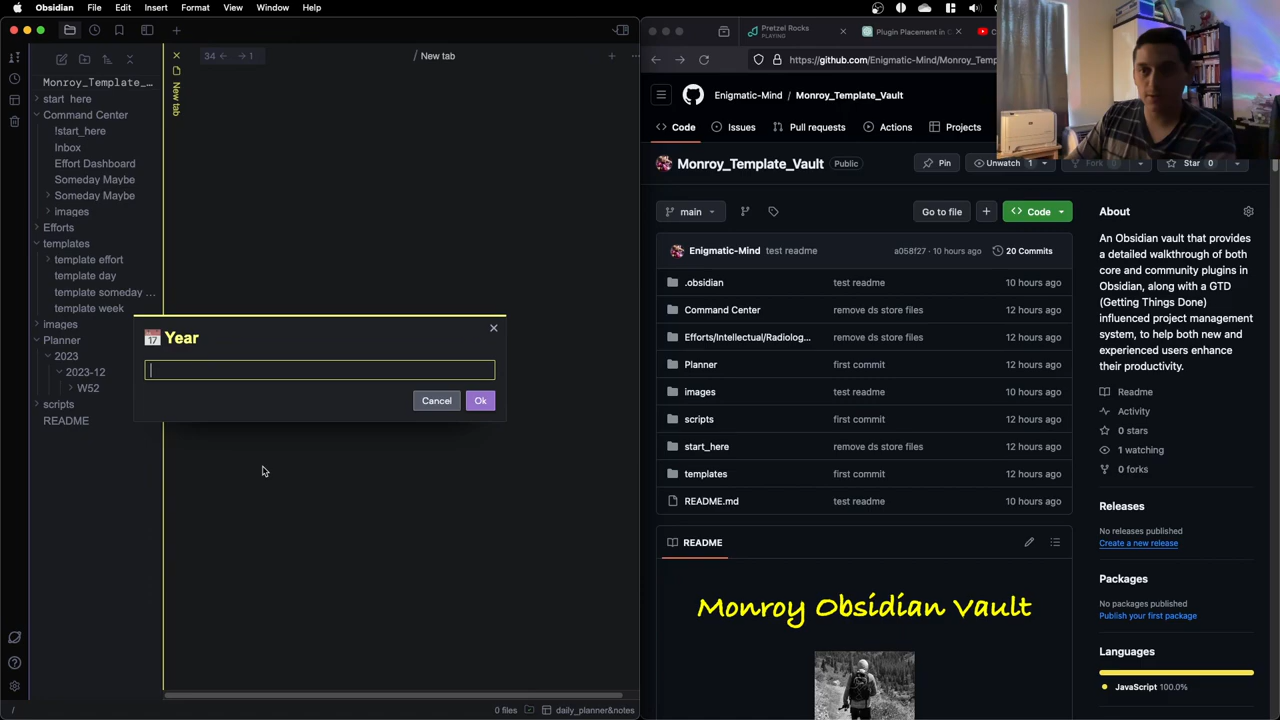 Obsidian File Edit Insert Format View Window Help
Pretzel Rocks
PLAYING
Plugin Placement in O
34 1
/ New tab
New tab
https://github.com/Enigmatic-Mind/Monroy_Tem
Monroy_Template_...
start_here
Command Center
!start_here
Inbox
Effort Dashboard
Someday Maybe
Someday Maybe
images
Efforts
templates
template effort
template day
template someday ...
template week
images
Planner
2023
2023-12
W52
scripts
README
17 Year
Cancel Ok
0 files daily_planner&notes
Enigmatic-Mind / Monroy_Template_Vault
Code Issues Pull requests Actions Projects
Monroy_Template_Vault Public Pin Unwatch 1 Fork 0 Star 0
main Go to file Code
Enigmatic-Mind test readme a058f27 · 10 hours ago 20 Commits
.obsidian test readme 10 hours ago
Command Center remove ds store files 12 hours ago
Efforts/Intellectual/Radiolog... remove ds store files 12 hours ago
Planner first commit 12 hours ago
images test readme 10 hours ago
scripts first commit 12 hours ago
start_here remove ds store files 12 hours ago
templates first commit 12 hours ago
README.md test readme 10 hours ago
README
Monroy Obsidian Vault
About
An Obsidian vault that provides
a detailed walkthrough of both
core and community plugins in
Obsidian, along with a GTD
(Getting Things Done)
influenced project management
system, to help both new and
experienced users enhance
their productivity.
Readme
Activity
0 stars
1 watching
0 forks
Releases
No releases published
Create a new release
Packages
No packages published
Publish your first package
Languages
JavaScript 100.0%